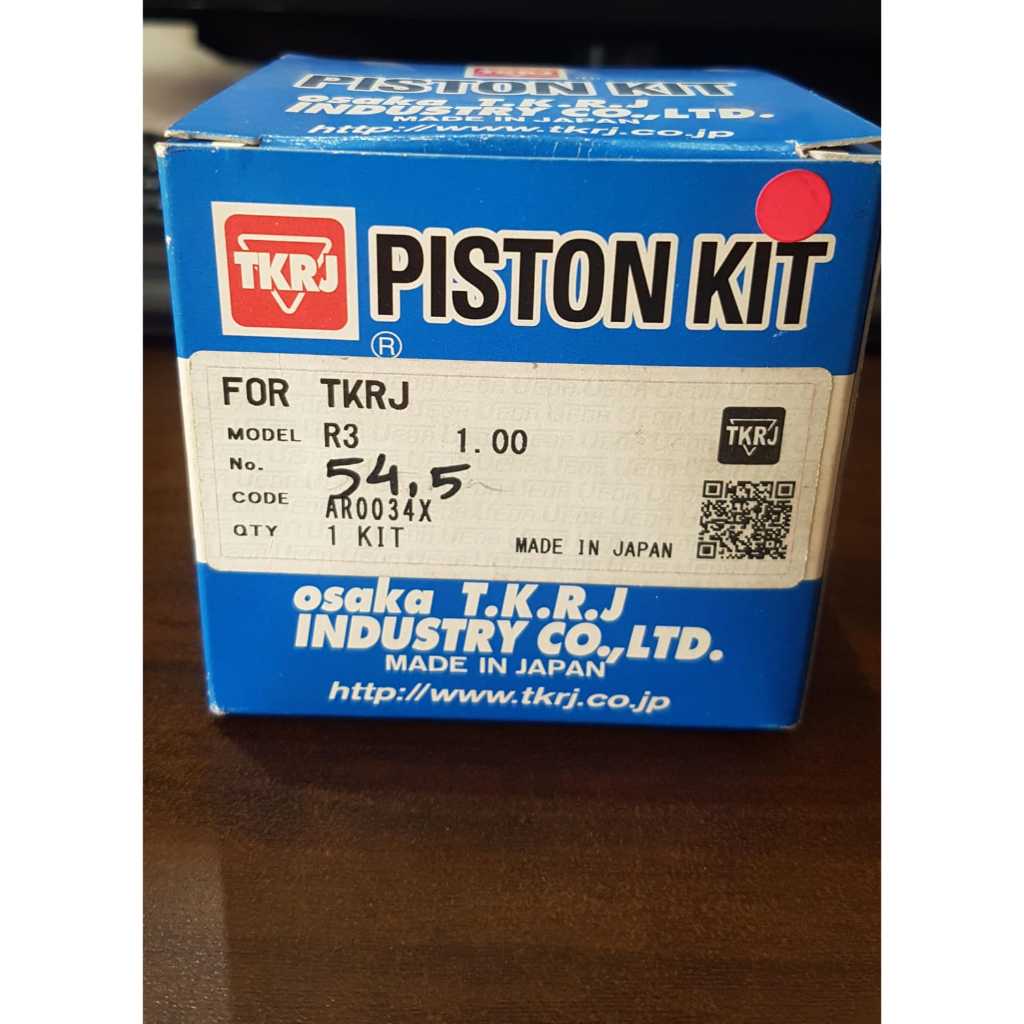 TKRJ
PISTON KIT
osaka T.K.R.J
INDUSTRY CO.,LTD.
MADE IN JAPAN
http://www.tkrj.co.jp
TKRJ
PISTON KIT
®
FOR TKRJ
MODEL R3 1.00
TKRJ
No. 54,5
CODE AR0034X
QTY 1 KIT
MADE IN JAPAN
osaka T.K.R.J
INDUSTRY CO.,LTD.
MADE IN JAPAN
http://www.tkrj.co.jp